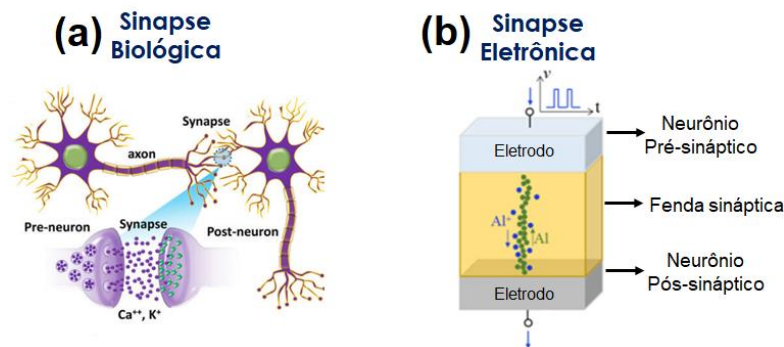 (a) Sinapse
Biológica
Synapse
axon
Pre-neuron
Synapse
Post-neuron
Ca⁺⁺, K⁺
(b) Sinapse
Eletrônica
v
t
Eletrodo
Neurônio
Pré-sináptico
Al⁺
Al
Fenda sináptica
Eletrodo
Neurônio
Pós-sináptico